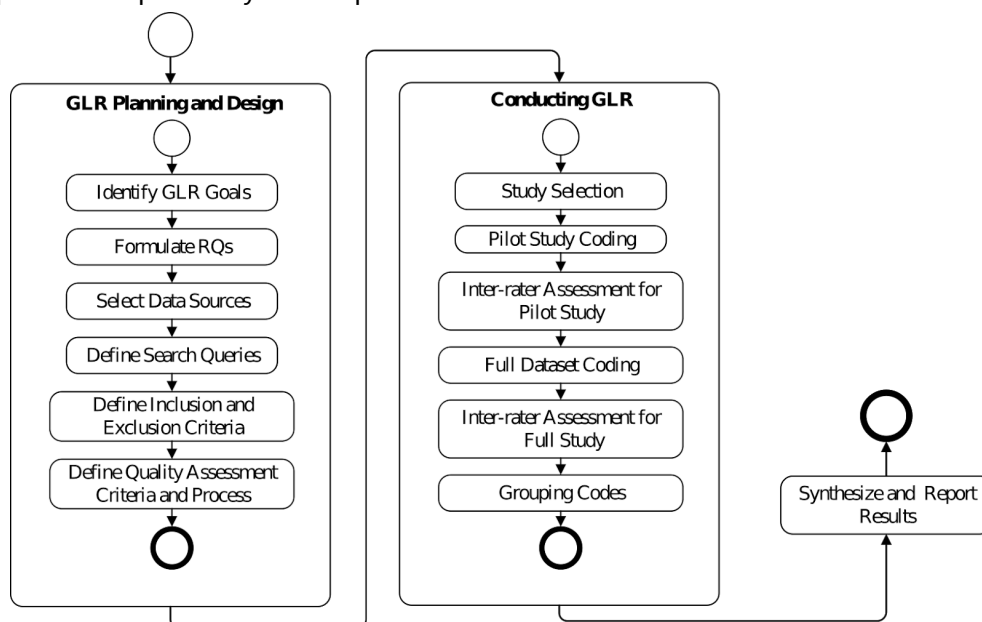 GLR Planning and Design
Identify GLR Goals
Formulate RQs
Select Data Sources
Define Search Queries
Define Inclusion and
Exclusion Criteria
Define Quality Assessment
Criteria and Process
Conducting GLR
Study Selection
Pilot Study Coding
Inter-rater Assessment for
Pilot Study
Full Dataset Coding
Inter-rater Assessment for
Full Study
Grouping Codes
Synthesize and Report
Results